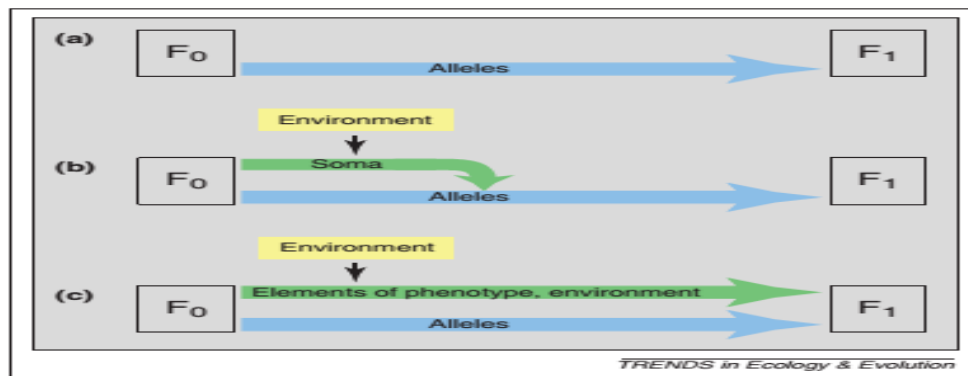 (a)
F0
Alleles
F1
Environment
Soma
(b)
F0
Alleles
F1
Environment
Elements of phenotype, environment
(c)
F0
Alleles
F1
TRENDS in Ecology & Evolution